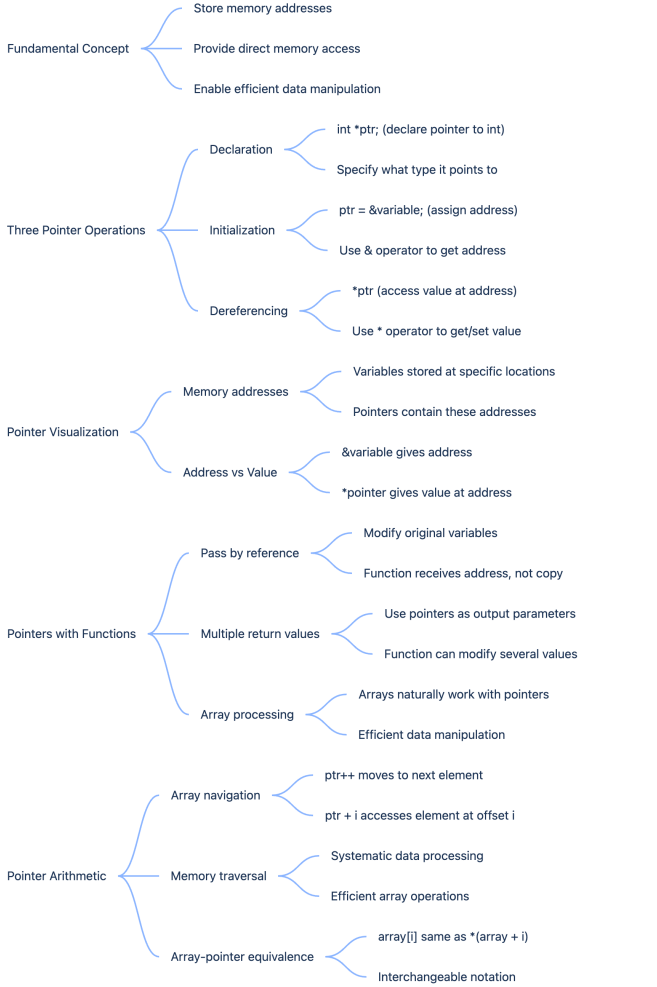 Fundamental Concept
Store memory addresses
Provide direct memory access
Enable efficient data manipulation
Three Pointer Operations
Declaration
int *ptr; (declare pointer to int)
Specify what type it points to
Initialization
ptr = &variable; (assign address)
Use & operator to get address
Dereferencing
*ptr (access value at address)
Use * operator to get/set value
Pointer Visualization
Memory addresses
Variables stored at specific locations
Pointers contain these addresses
Address vs Value
&variable gives address
*pointer gives value at address
Pointers with Functions
Pass by reference
Modify original variables
Function receives address, not copy
Multiple return values
Use pointers as output parameters
Function can modify several values
Array processing
Arrays naturally work with pointers
Efficient data manipulation
Pointer Arithmetic
Array navigation
ptr++ moves to next element
ptr + i accesses element at offset i
Memory traversal
Systematic data processing
Efficient array operations
Array-pointer equivalence
array[i] same as *(array + i)
Interchangeable notation